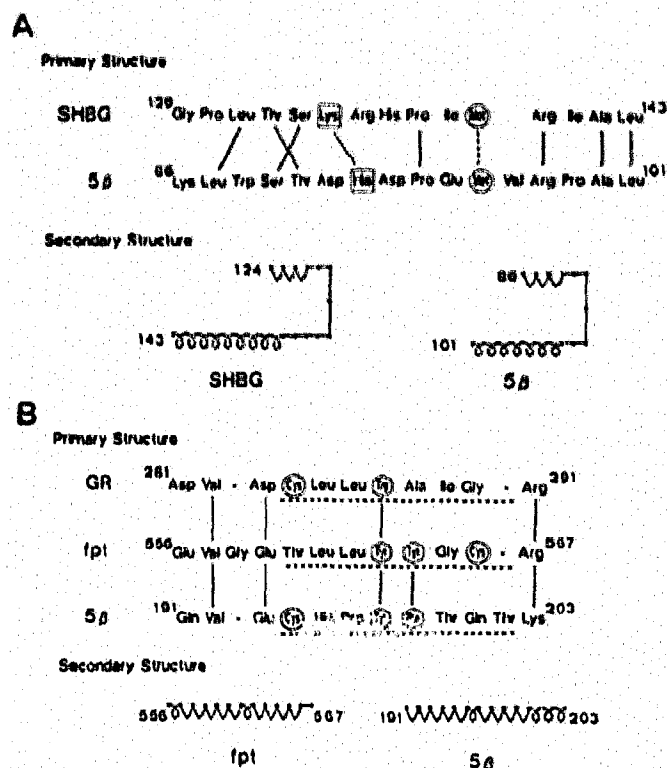 A
Primary Structure
SHBG 129Gly Pro Leu Thr Ser Lys Arg His Pro Ile Met Arg Ile Ala Leu143
5β 86Lys Leu Trp Ser Thr Asp His Asp Pro Glu Val Arg Pro Ala Leu101
Secondary Structure
124 86
143 101
SHBG 5β
B
Primary Structure
GR 281Asp Val - Asp Cys Leu Leu Ala Ile Gly - Arg291
fpt 556Glu Val Gly Glu Thr Leu Leu Gly Cys - Arg567
5β 191Gln Val - Glu Cys Thr Gln Thr Lys203
Secondary Structure
556 567 191 203
fpt 5β